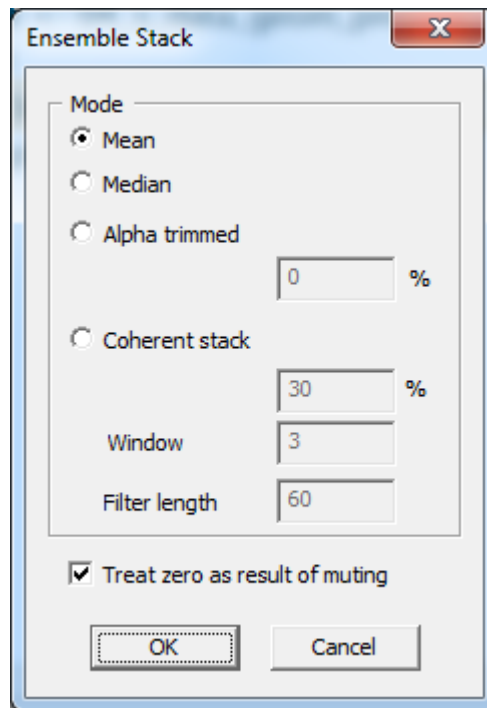 Ensemble Stack
Mode
Mean
Median
Alpha trimmed
0 %
Coherent stack
30 %
Window 3
Filter length 60
Treat zero as result of muting
OK Cancel